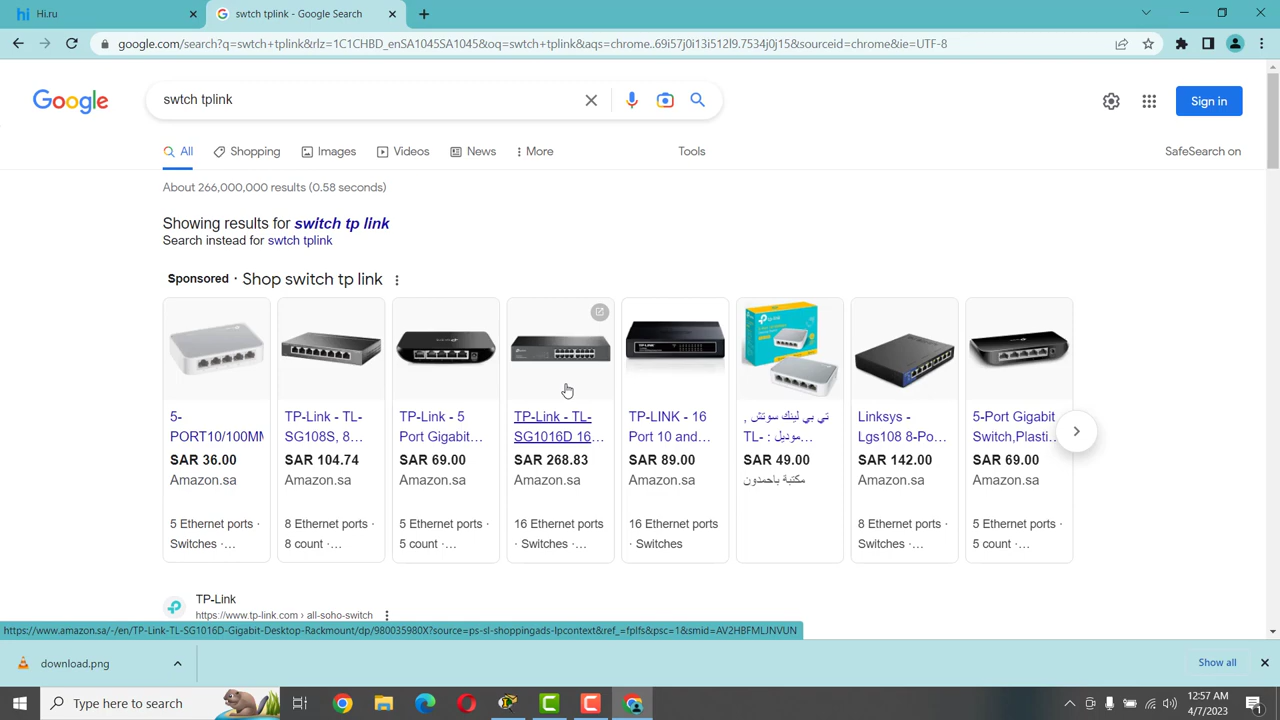 Hi.ru
swtch tplink - Google Search
google.com/search?q=swtch+tplink&rlz=1C1CHBD_enSA1045SA1045&oq=swtch+tplink&aqs=chrome..69i57j0i13i512l9.7534j0j15&sourceid=chrome&ie=UTF-8
Google
swtch tplink
Sign in
All
Shopping
Images
Videos
News
More
Tools
SafeSearch on
About 266,000,000 results (0.58 seconds)
Showing results for switch tp link
Search instead for swtch tplink
Sponsored · Shop switch tp link
5-
PORT10/100MM
SAR 36.00
Amazon.sa
5 Ethernet ports ·
Switches ·…
TP-Link - TL-
SG108S, 8…
SAR 104.74
Amazon.sa
8 Ethernet ports ·
8 count ·…
TP-Link - 5
Port Gigabit…
SAR 69.00
Amazon.sa
5 Ethernet ports ·
5 count ·…
TP-Link - TL-
SG1016D 16…
SAR 268.83
Amazon.sa
16 Ethernet ports
· Switches ·…
TP-LINK - 16
Port 10 and…
SAR 89.00
Amazon.sa
16 Ethernet ports
· Switches
تي بي لينك سوتش ,
موديل : TL-…
SAR 49.00
مكتبة باحمدون
Linksys -
Lgs108 8-Po…
SAR 142.00
Amazon.sa
8 Ethernet ports ·
Switches ·…
5-Port Gigabit
Switch,Plasti…
SAR 69.00
Amazon.sa
5 Ethernet ports ·
5 count ·…
TP-Link
https://www.tp-link.com › all-soho-switch
https://www.amazon.sa/-/en/TP-Link-TL-SG1016D-Gigabit-Desktop-Rackmount/dp/980035980X?source=ps-sl-shoppingads-lpcontext&ref_=fplfs&psc=1&smid=AV2HBFMLJNVUN
download.png
Show all
Type here to search
12:57 AM
4/7/2023
1